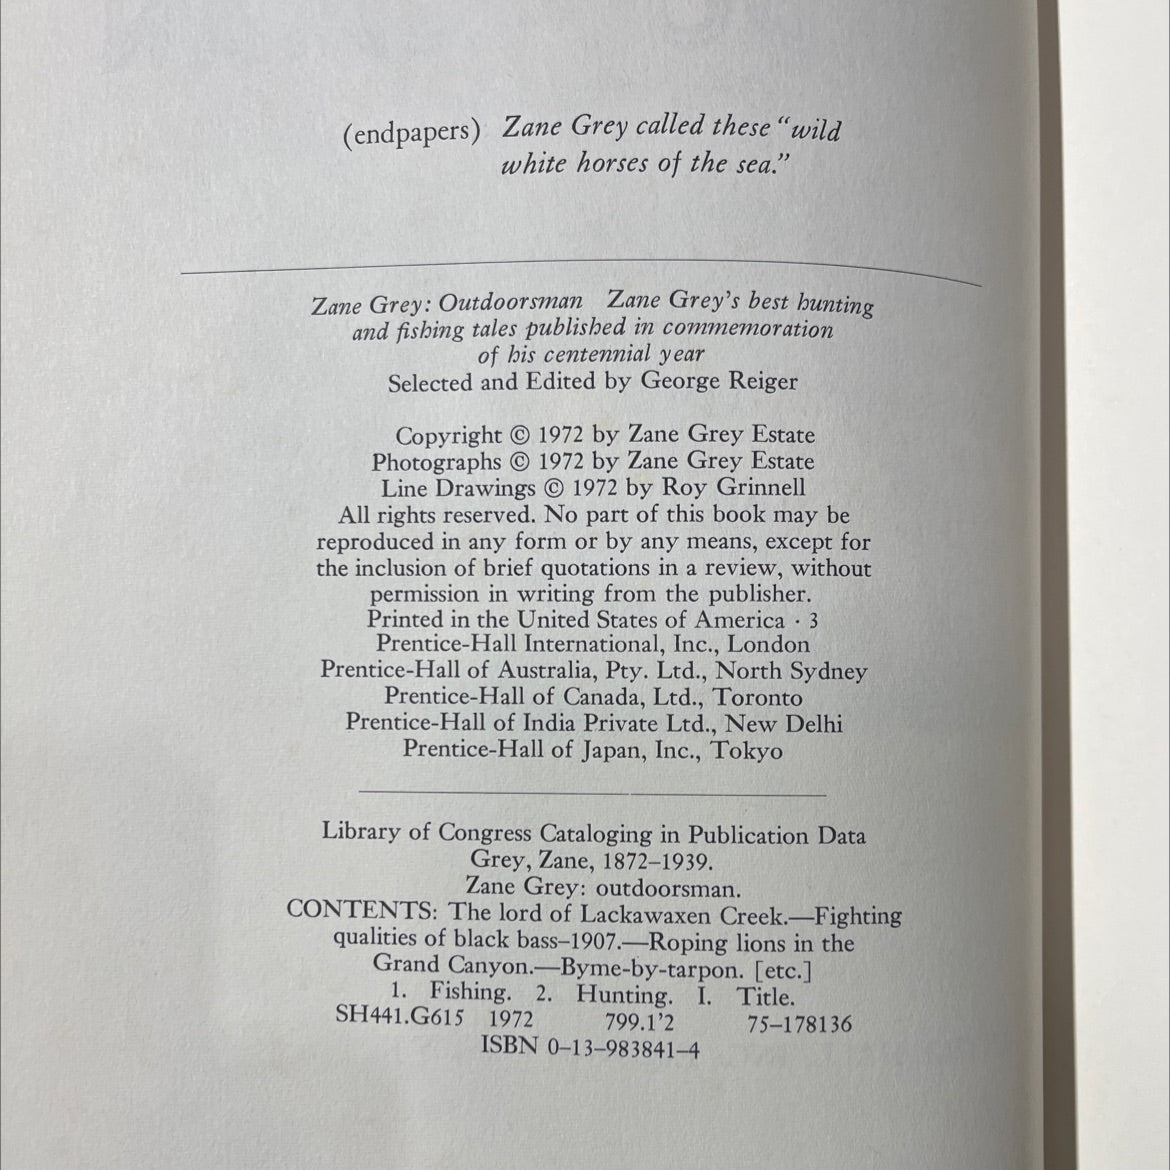 (endpapers) Zane Grey called these "wild
white horses of the sea."
Zane Grey: Outdoorsman Zane Grey's best hunting
and fishing tales published in commemoration
of his centennial year
Selected and Edited by George Reiger
Copyright © 1972 by Zane Grey Estate
Photographs © 1972 by Zane Grey Estate
Line Drawings © 1972 by Roy Grinnell
All rights reserved. No part of this book may be
reproduced in any form or by any means, except for
the inclusion of brief quotations in a review, without
permission in writing from the publisher.
Printed in the United States of America · 3
Prentice-Hall International, Inc., London
Prentice-Hall of Australia, Pty. Ltd., North Sydney
Prentice-Hall of Canada, Ltd., Toronto
Prentice-Hall of India Private Ltd., New Delhi
Prentice-Hall of Japan, Inc., Tokyo
Library of Congress Cataloging in Publication Data
Grey, Zane, 1872–1939.
Zane Grey: outdoorsman.
CONTENTS: The lord of Lackawaxen Creek.—Fighting
qualities of black bass–1907.—Roping lions in the
Grand Canyon.—Byme-by-tarpon. [etc.]
1. Fishing. 2. Hunting. I. Title.
SH441.G615 1972 799.1'2 75–178136
ISBN 0–13–983841–4